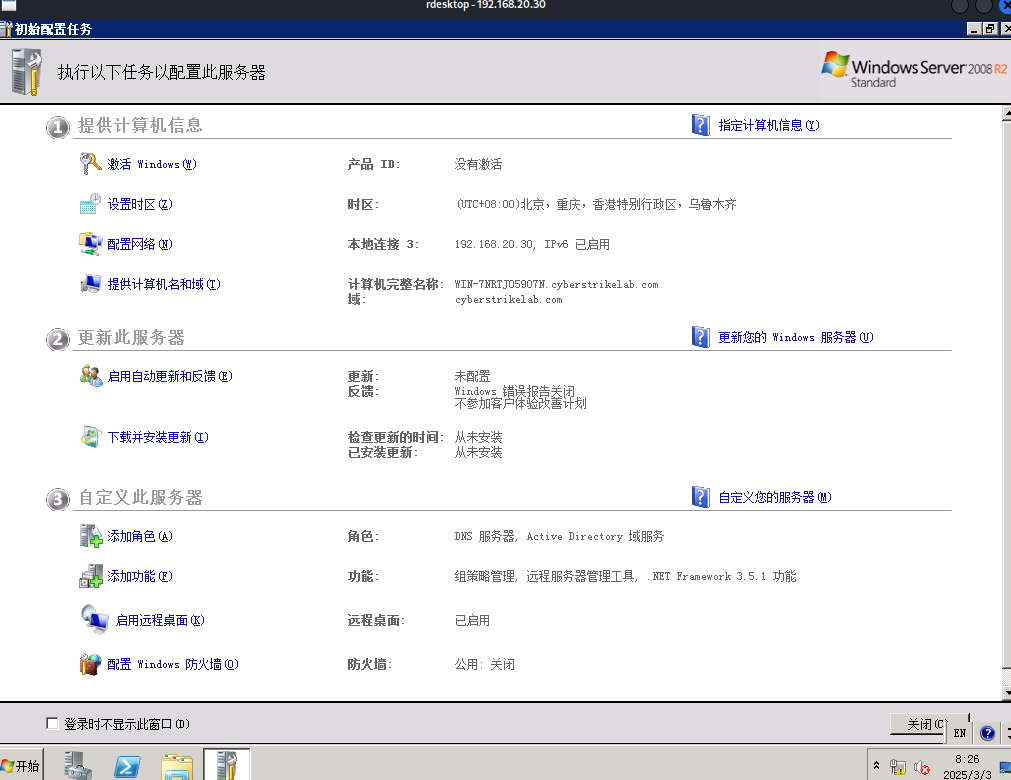 rdesktop - 192.168.20.30
初始配置任务
执行以下任务以配置此服务器
Windows Server 2008 R2
Standard
1 提供计算机信息 指定计算机信息(Y)
激活 Windows(W) 产品 ID: 没有激活
设置时区(Z) 时区: (UTC+08:00)北京，重庆，香港特别行政区，乌鲁木齐
配置网络(N) 本地连接 3: 192.168.20.30, IPv6 已启用
提供计算机名和域(T) 计算机完整名称: WIN-7NRTJO5907N.cyberstrikelab.com
域: cyberstrikelab.com
2 更新此服务器 更新您的 Windows 服务器(U)
启用自动更新和反馈(E) 更新: 未配置
反馈: Windows 错误报告关闭
不参加客户体验改善计划
下载并安装更新(I) 检查更新的时间: 从未安装
已安装更新: 从未安装
3 自定义此服务器 自定义您的服务器(M)
添加角色(A) 角色: DNS 服务器, Active Directory 域服务
添加功能(F) 功能: 组策略管理, 远程服务器管理工具, .NET Framework 3.5.1 功能
启用远程桌面(K) 远程桌面: 已启用
配置 Windows 防火墙(O) 防火墙: 公用: 关闭
登录时不显示此窗口(D) 关闭(C)
EN
开始 8:26
2025/3/3